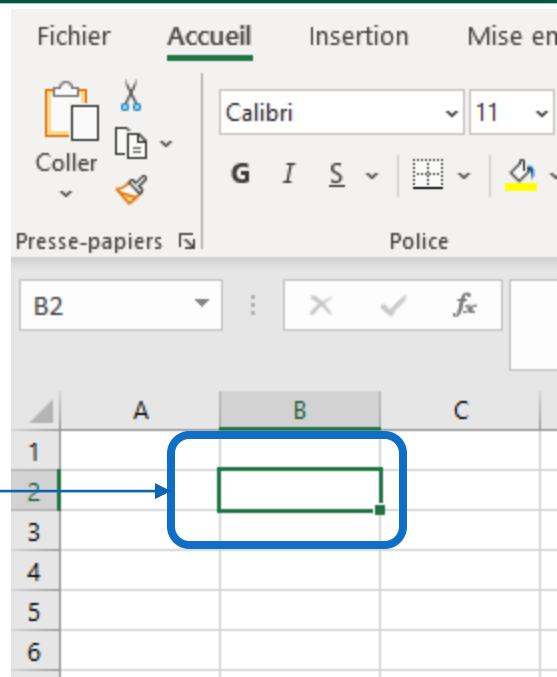 Fichier Accueil Insertion Mise en
Calibri 11
Coller
G I S
Presse-papiers Police
B2 fx
A B C
1
2
3
4
5
6